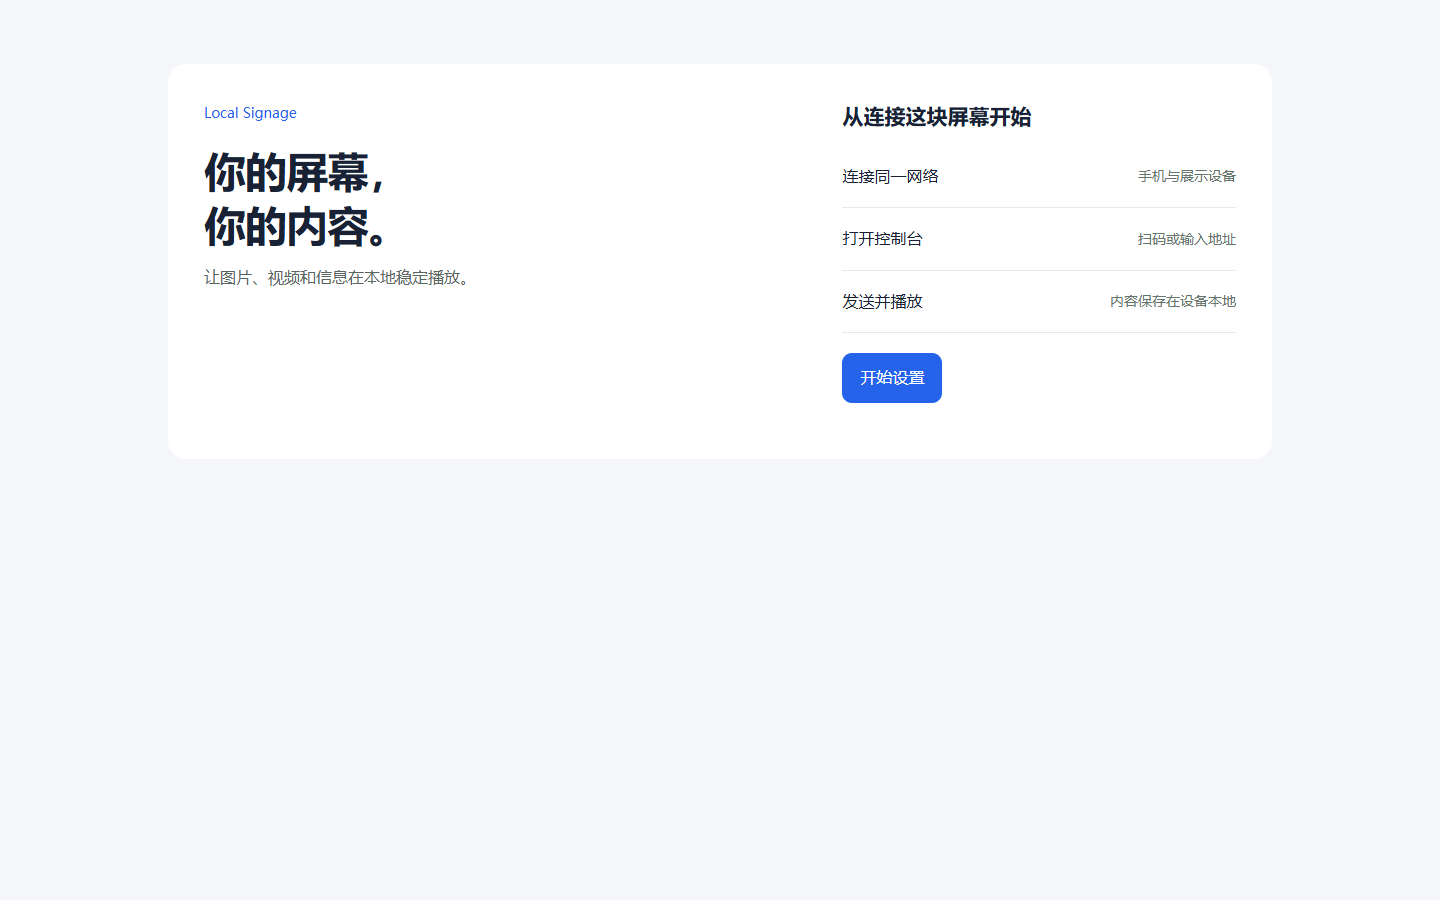 Local Signage
你的屏幕，
你的内容。
让图片、视频和信息在本地稳定播放。
从连接这块屏幕开始
连接同一网络 手机与展示设备
打开控制台 扫码或输入地址
发送并播放 内容保存在设备本地
开始设置